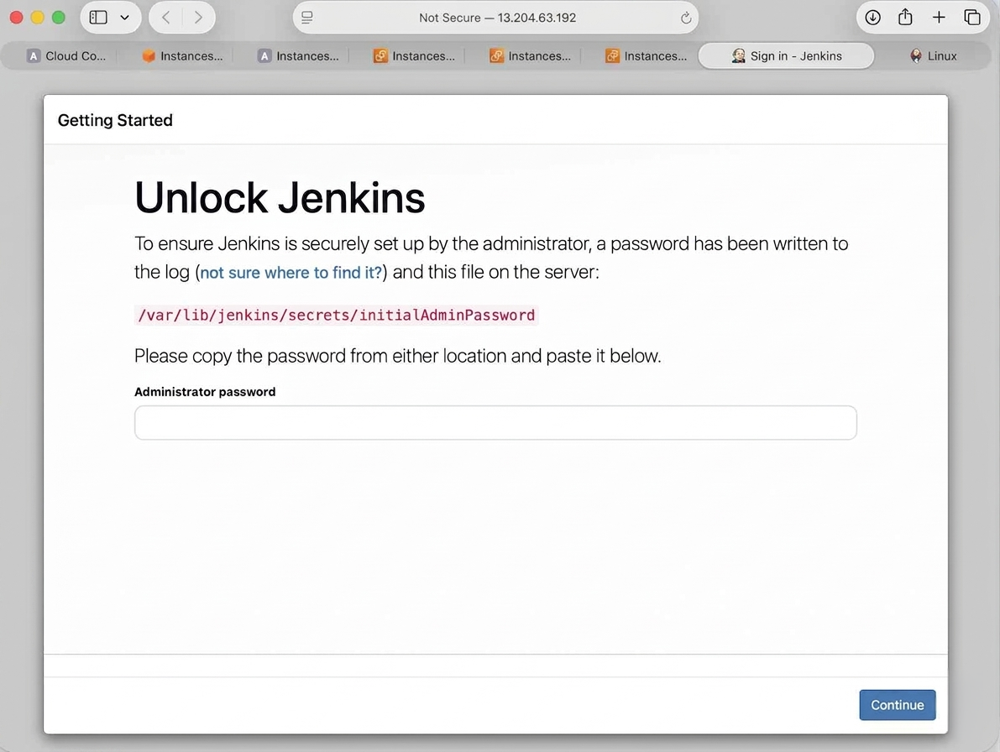 Not Secure — 13.204.63.192
Cloud Co...
Instances...
Instances...
Instances...
Instances...
Instances...
Sign in - Jenkins
Linux
Getting Started
Unlock Jenkins
To ensure Jenkins is securely set up by the administrator, a password has been written to
the log (not sure where to find it?) and this file on the server:
/var/lib/jenkins/secrets/initialAdminPassword
Please copy the password from either location and paste it below.
Administrator password
Continue